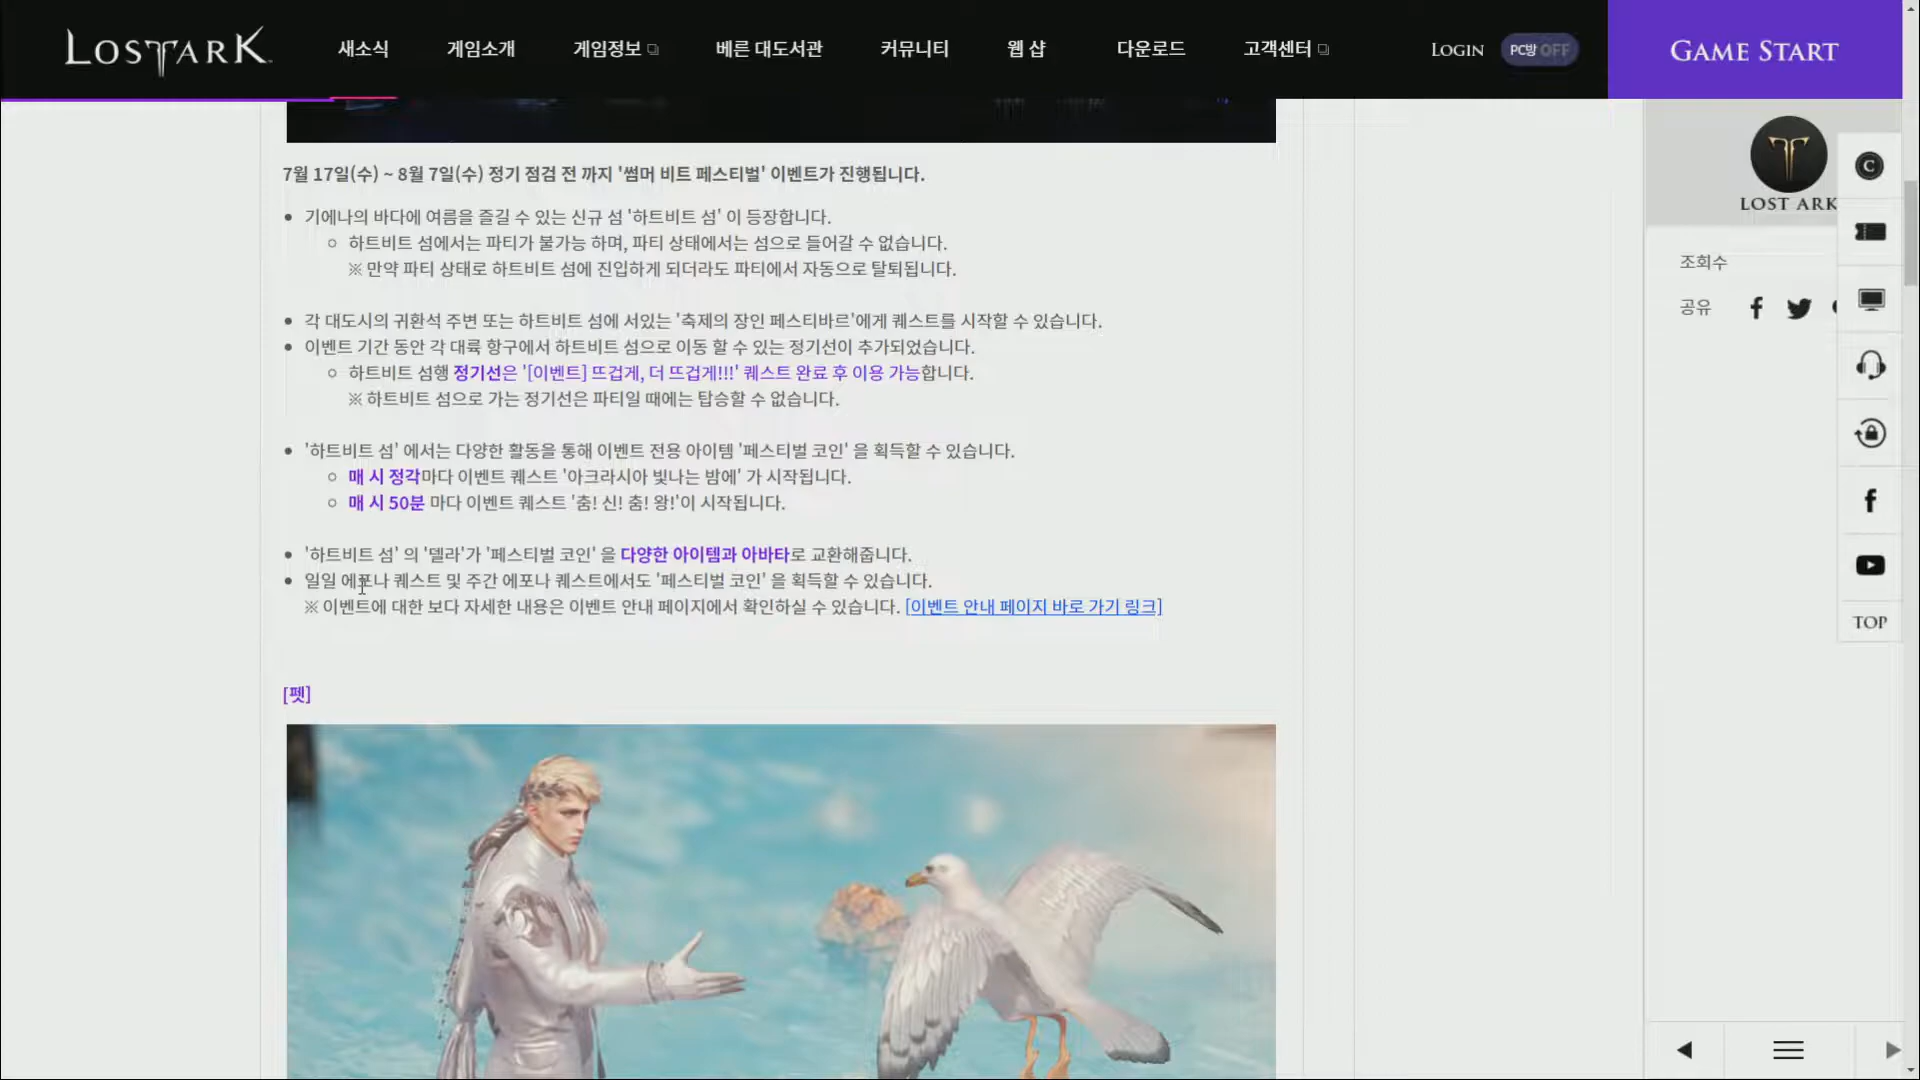 LOST ARK
새소식 게임소개 게임정보 베른 대도서관 커뮤니티 웹 샵 다운로드 고객센터
LOGIN PC방 OFF GAME START
7월 17일(수) ~ 8월 7일(수) 정기 점검 전 까지 '썸머 비트 페스티벌' 이벤트가 진행됩니다.
기에나의 바다에 여름을 즐길 수 있는 신규 섬 '하트비트 섬' 이 등장합니다.
하트비트 섬에서는 파티가 불가능 하며, 파티 상태에서는 섬으로 들어갈 수 없습니다.
※ 만약 파티 상태로 하트비트 섬에 진입하게 되더라도 파티에서 자동으로 탈퇴됩니다.
각 대도시의 귀환석 주변 또는 하트비트 섬에 서있는 '축제의 장인 페스티바르'에게 퀘스트를 시작할 수 있습니다.
이벤트 기간 동안 각 대륙 항구에서 하트비트 섬으로 이동 할 수 있는 정기선이 추가되었습니다.
하트비트 섬행 정기선은 '[이벤트] 뜨겁게, 더 뜨겁게!!!' 퀘스트 완료 후 이용 가능합니다.
※ 하트비트 섬으로 가는 정기선은 파티일 때에는 탑승할 수 없습니다.
'하트비트 섬' 에서는 다양한 활동을 통해 이벤트 전용 아이템 '페스티벌 코인' 을 획득할 수 있습니다.
매 시 정각마다 이벤트 퀘스트 '아크라시아 빛나는 밤에' 가 시작됩니다.
매 시 50분 마다 이벤트 퀘스트 '춤! 신! 춤! 왕!'이 시작됩니다.
'하트비트 섬' 의 '델라'가 '페스티벌 코인' 을 다양한 아이템과 아바타로 교환해줍니다.
일일 에포나 퀘스트 및 주간 에포나 퀘스트에서도 '페스티벌 코인' 을 획득할 수 있습니다.
※ 이벤트에 대한 보다 자세한 내용은 이벤트 안내 페이지에서 확인하실 수 있습니다. [이벤트 안내 페이지 바로 가기 링크]
[펫]
LOST ARK
조회수
공유
TOP